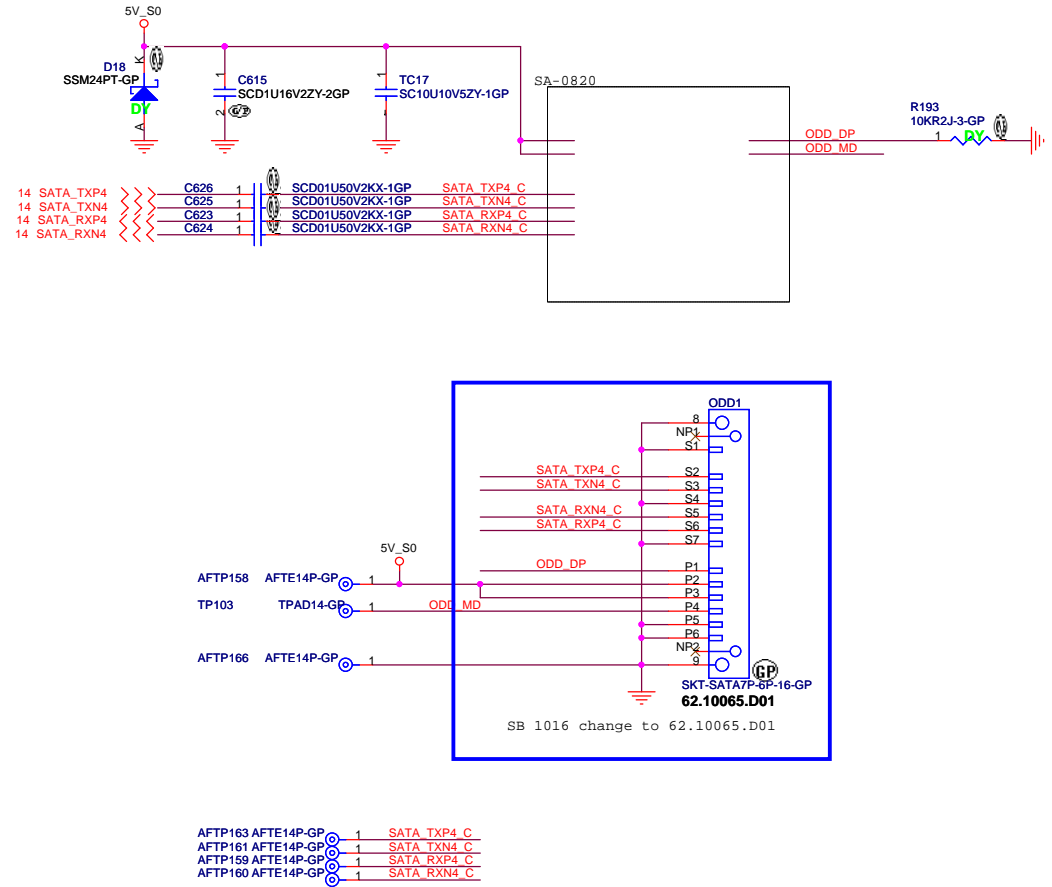 5V_S0
K
D18
SSM24PT-GP
DY
A
1
C615
SCD1U16V2ZY-2GP
2
1
TC17
SC10U10V5ZY-1GP
SA-0820
ODD_DP
ODD_MD
R193
10KR2J-3-GP
1
DY
14 SATA_TXP4
C626 1 SCD01U50V2KX-1GP SATA_TXP4_C
14 SATA_TXN4
C625 1 SCD01U50V2KX-1GP SATA_TXN4_C
14 SATA_RXP4
C623 1 SCD01U50V2KX-1GP SATA_RXP4_C
14 SATA_RXN4
C624 1 SCD01U50V2KX-1GP SATA_RXN4_C
ODD1
8
NP1
S1
SATA_TXP4_C S2
SATA_TXN4_C S3
S4
SATA_RXN4_C S5
SATA_RXP4_C S6
S7
5V_S0
ODD_DP P1
AFTP158 AFTE14P-GP 1 P2
P3
TP103 TPAD14-GP 1 ODD_MD P4
P5
P6
NP2
AFTP166 AFTE14P-GP 1 9
GP
SKT-SATA7P-6P-16-GP
62.10065.D01
SB 1016 change to 62.10065.D01
AFTP163 AFTE14P-GP 1 SATA_TXP4_C
AFTP161 AFTE14P-GP 1 SATA_TXN4_C
AFTP159 AFTE14P-GP 1 SATA_RXP4_C
AFTP160 AFTE14P-GP 1 SATA_RXN4_C